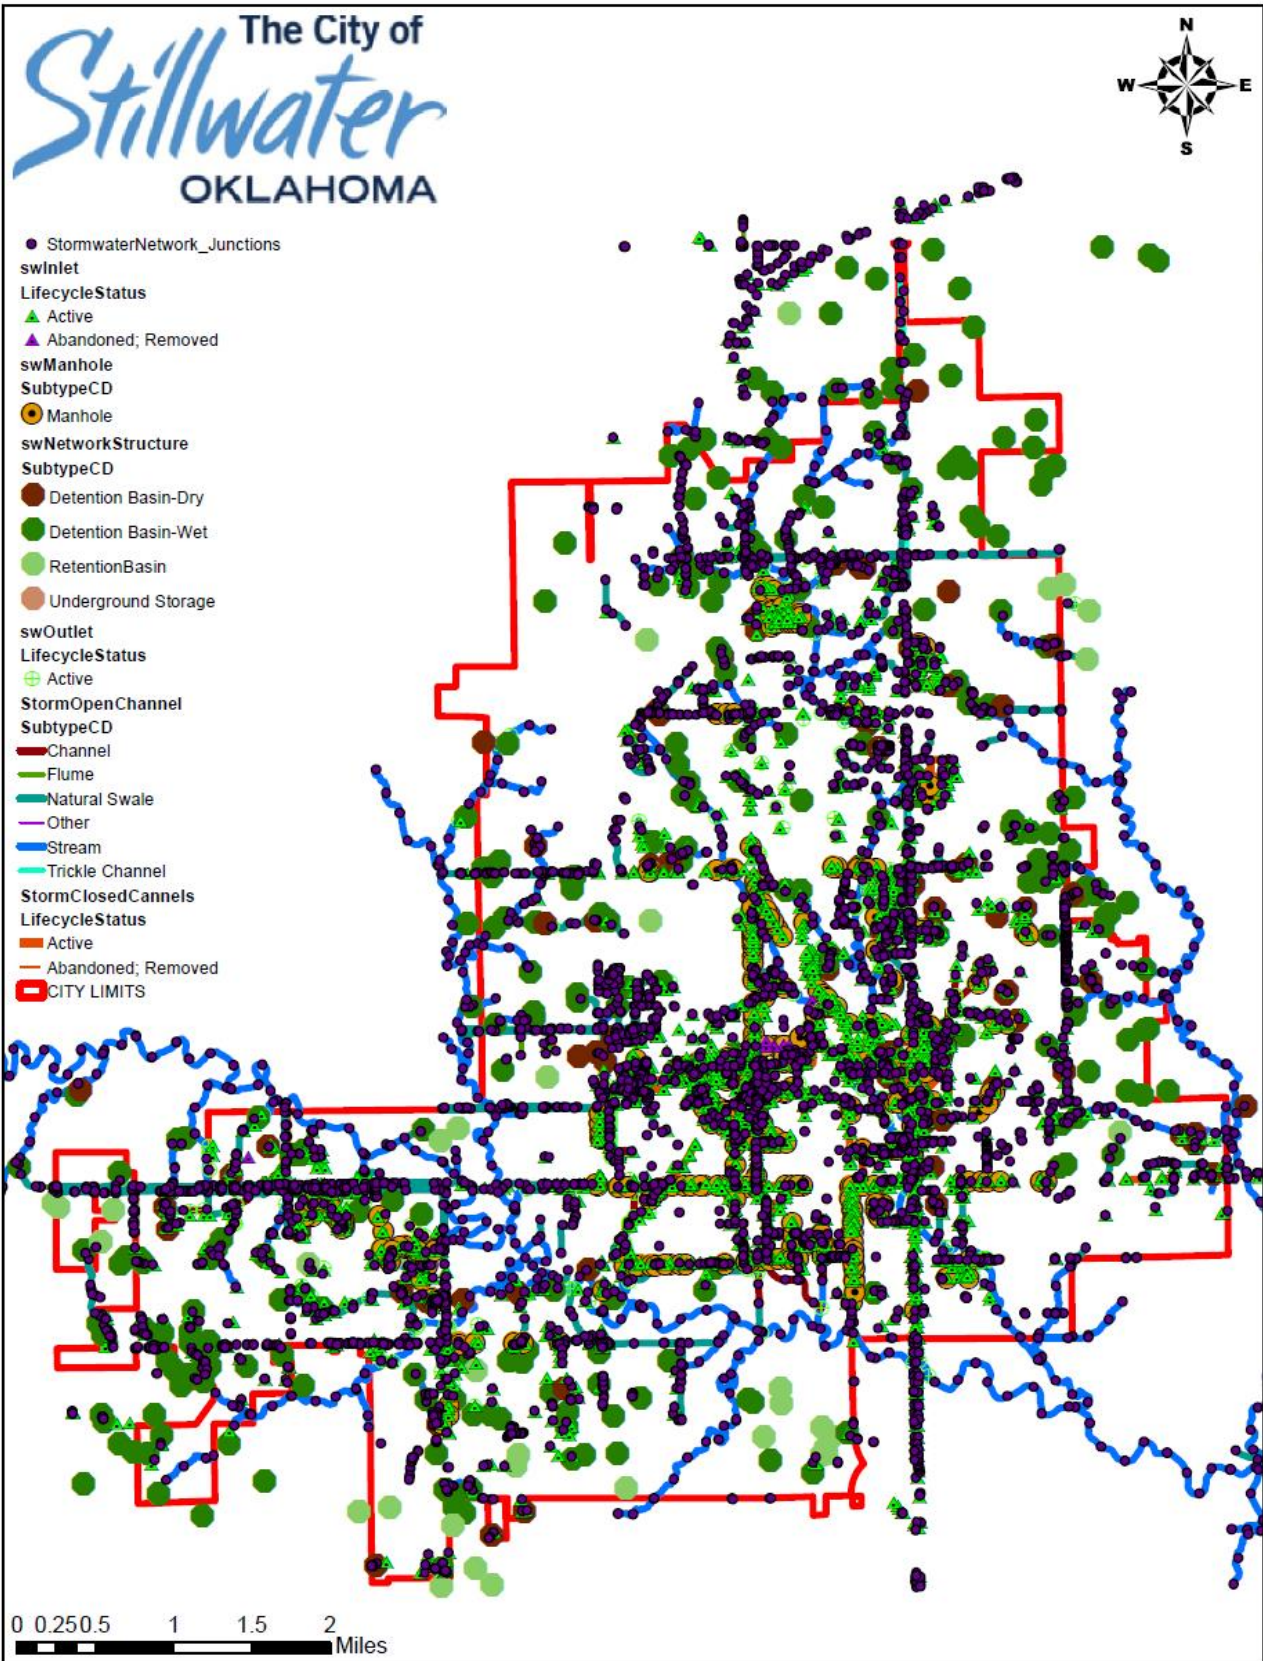 The City of
Stillwater
OKLAHOMA
N
W E
S
StormwaterNetwork_Junctions
swInlet
LifecycleStatus
Active
Abandoned; Removed
swManhole
SubtypeCD
Manhole
swNetworkStructure
SubtypeCD
Detention Basin-Dry
Detention Basin-Wet
RetentionBasin
Underground Storage
swOutlet
LifecycleStatus
Active
StormOpenChannel
SubtypeCD
Channel
Flume
Natural Swale
Other
Stream
Trickle Channel
StormClosedCannels
LifecycleStatus
Active
Abandoned; Removed
CITY LIMITS
0 0.25 0.5 1 1.5 2
Miles